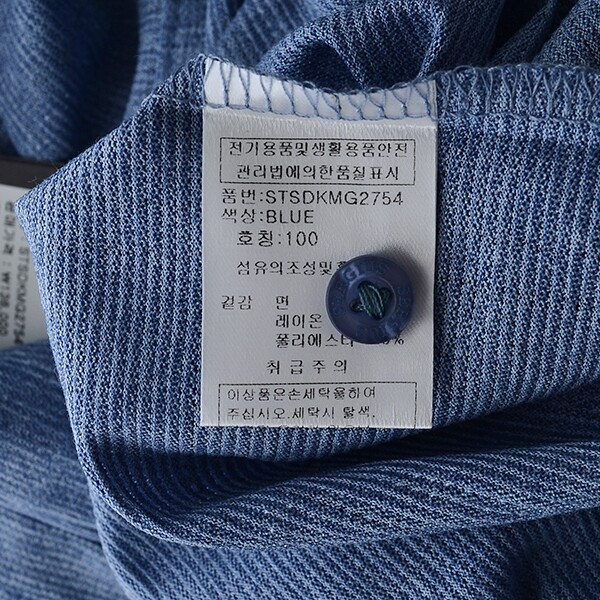 전기용품및생활용품안전
관리법에의한품질표시
품번:STSDKMG2754
색상:BLUE
호칭:100
섬유의조성및
겉감 면
레이온
폴리에스터
취급주의
이상품은손세탁을하여
주십시오.세탁시 탈색.